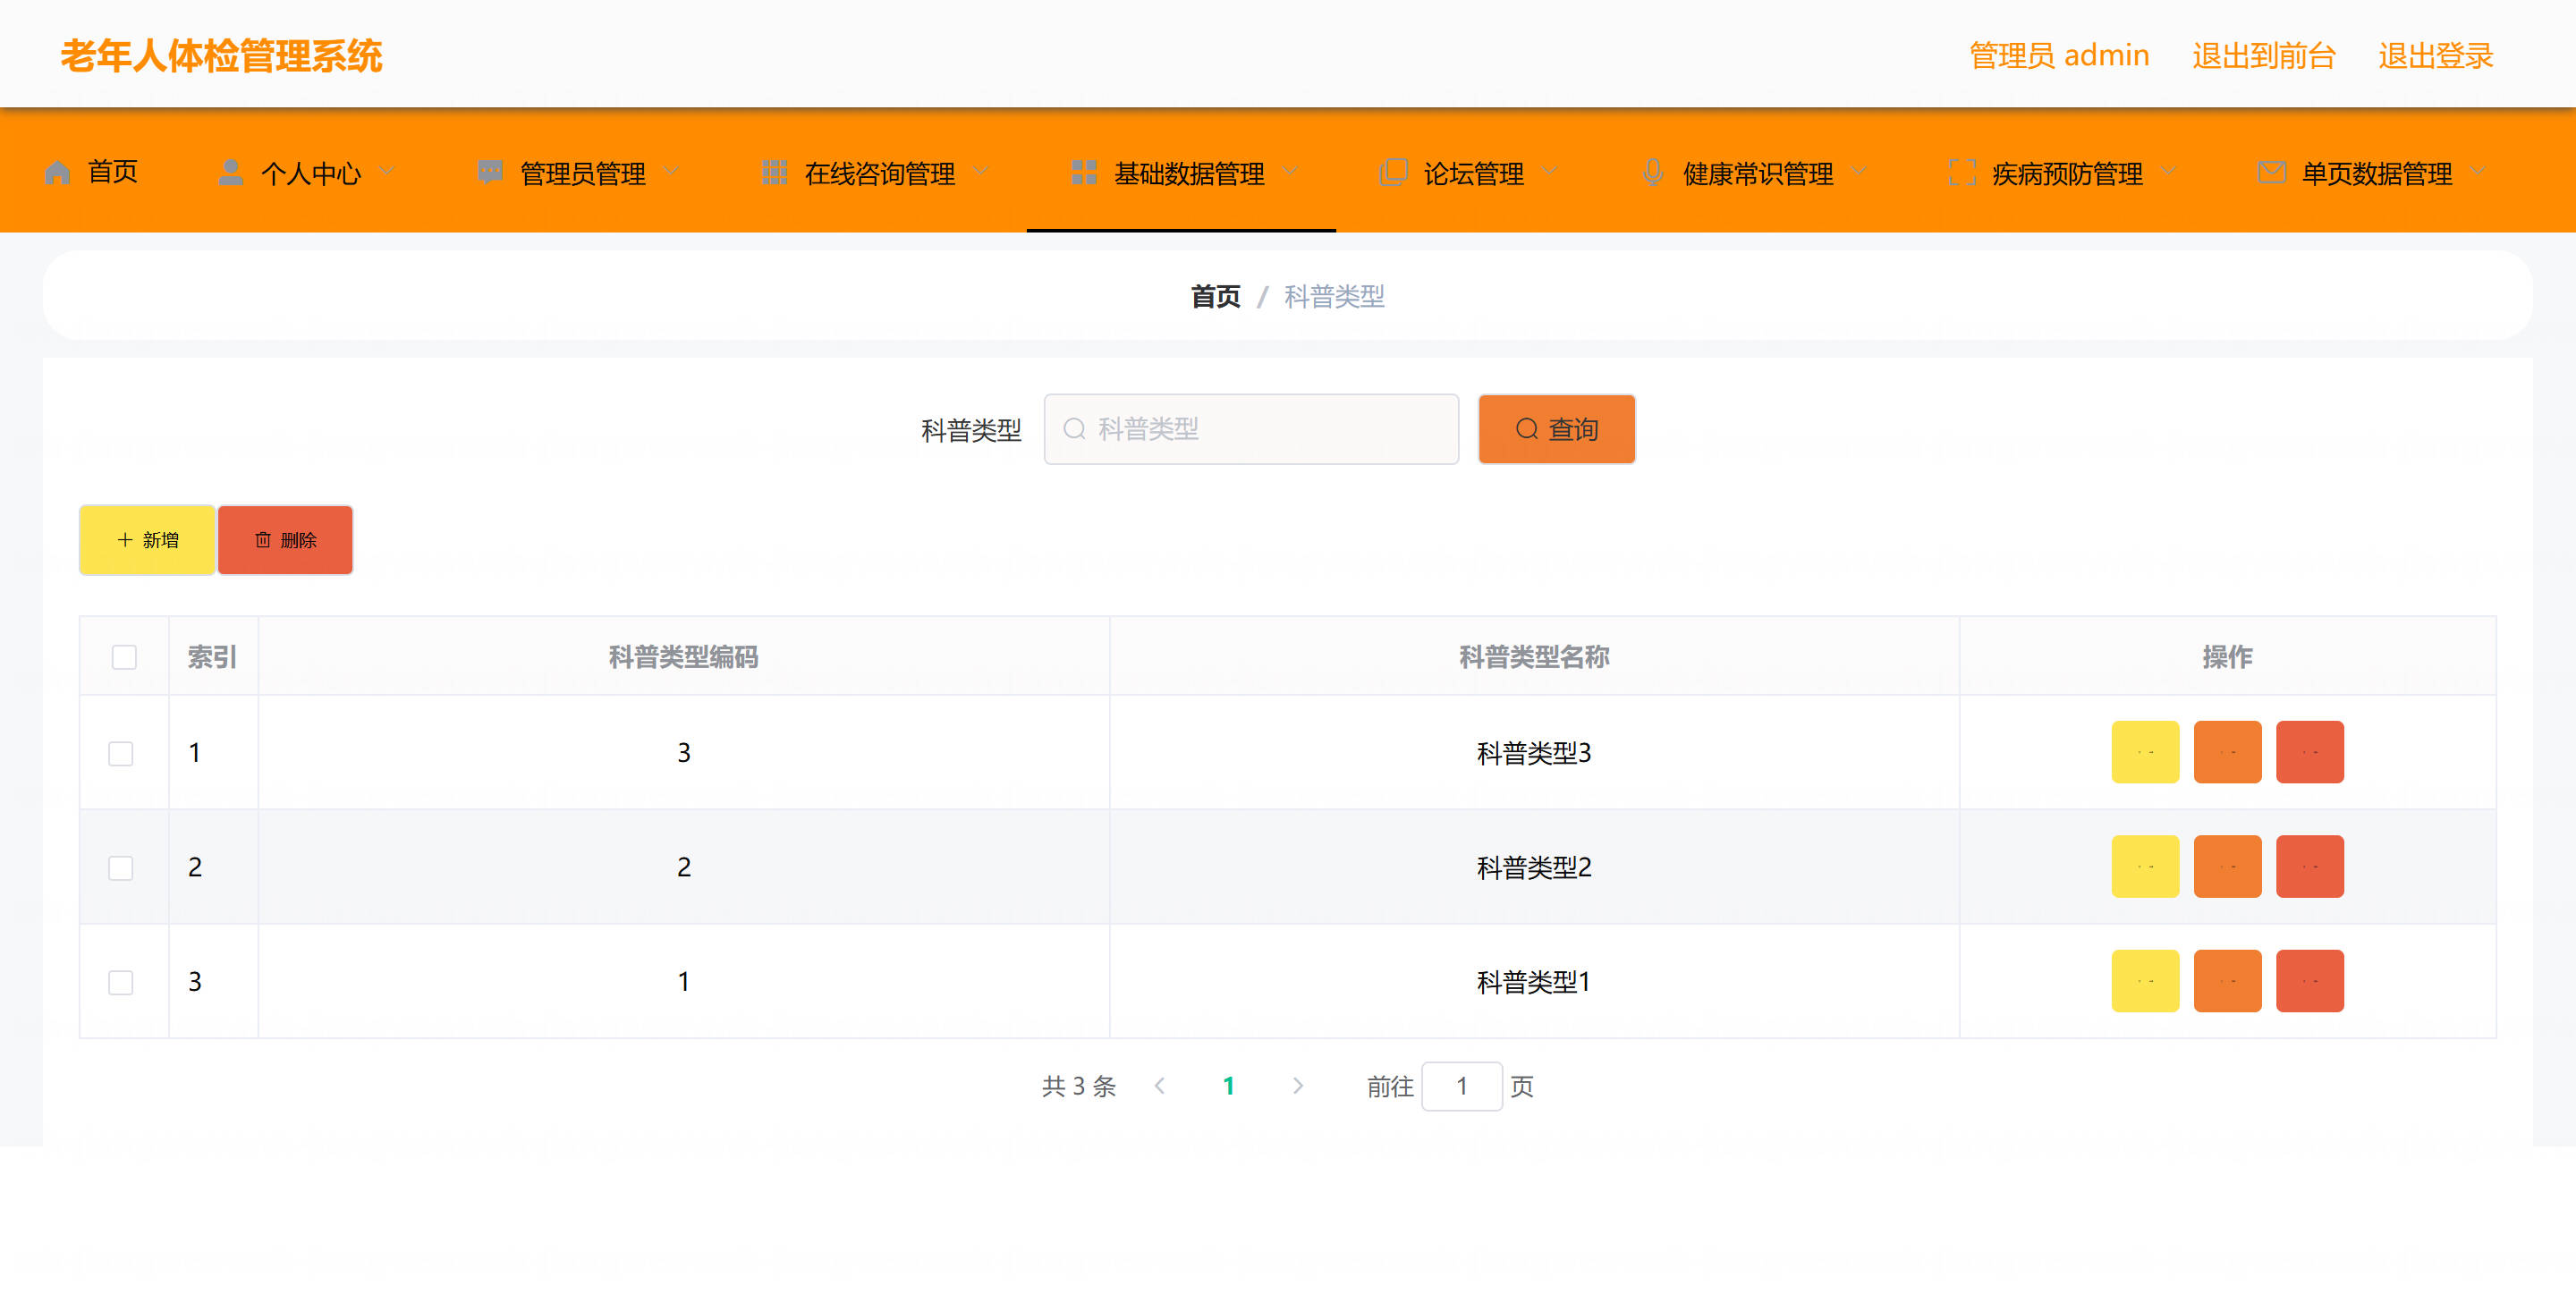 老年人体检管理系统 管理员 admin 退出到前台 退出登录
首页 个人中心 管理员管理 在线咨询管理 基础数据管理 论坛管理 健康常识管理 疾病预防管理 单页数据管理
首页 / 科普类型
科普类型 科普类型 查询
新增 删除
索引 科普类型编码 科普类型名称 操作
1 3 科普类型3
2 2 科普类型2
3 1 科普类型1
共 3 条 1 前往 1 页